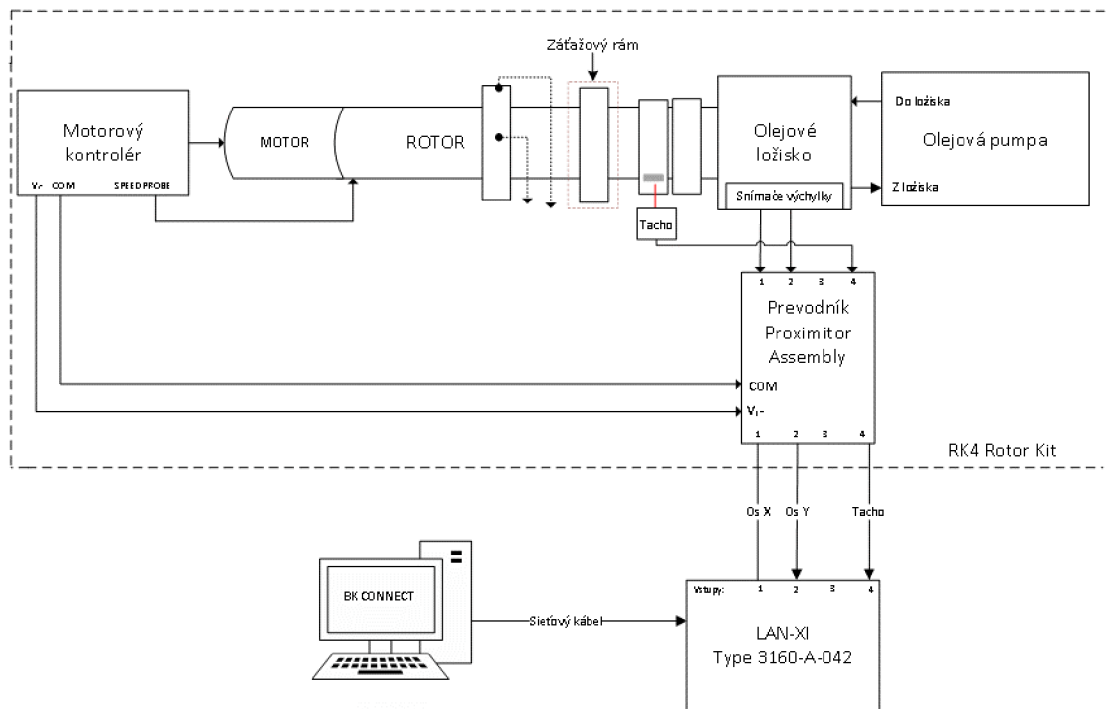 Záťažový rám
Motorový
kontrolér
Vᵣ- COM SPEED PROBE
MOTOR
ROTOR
Olejové
ložisko
Snímače výchylky
Do ložiska
Olejová pumpa
Z ložiska
Tacho
1 2 3 4
Prevodník
Proximitor
Assembly
COM
Vᵣ-
1 2 3 4
RK4 Rotor Kit
Os X Os Y Tacho
BK CONNECT
Sieťový kábel
Vstupy: 1 2 3 4
LAN-XI
Type 3160-A-042